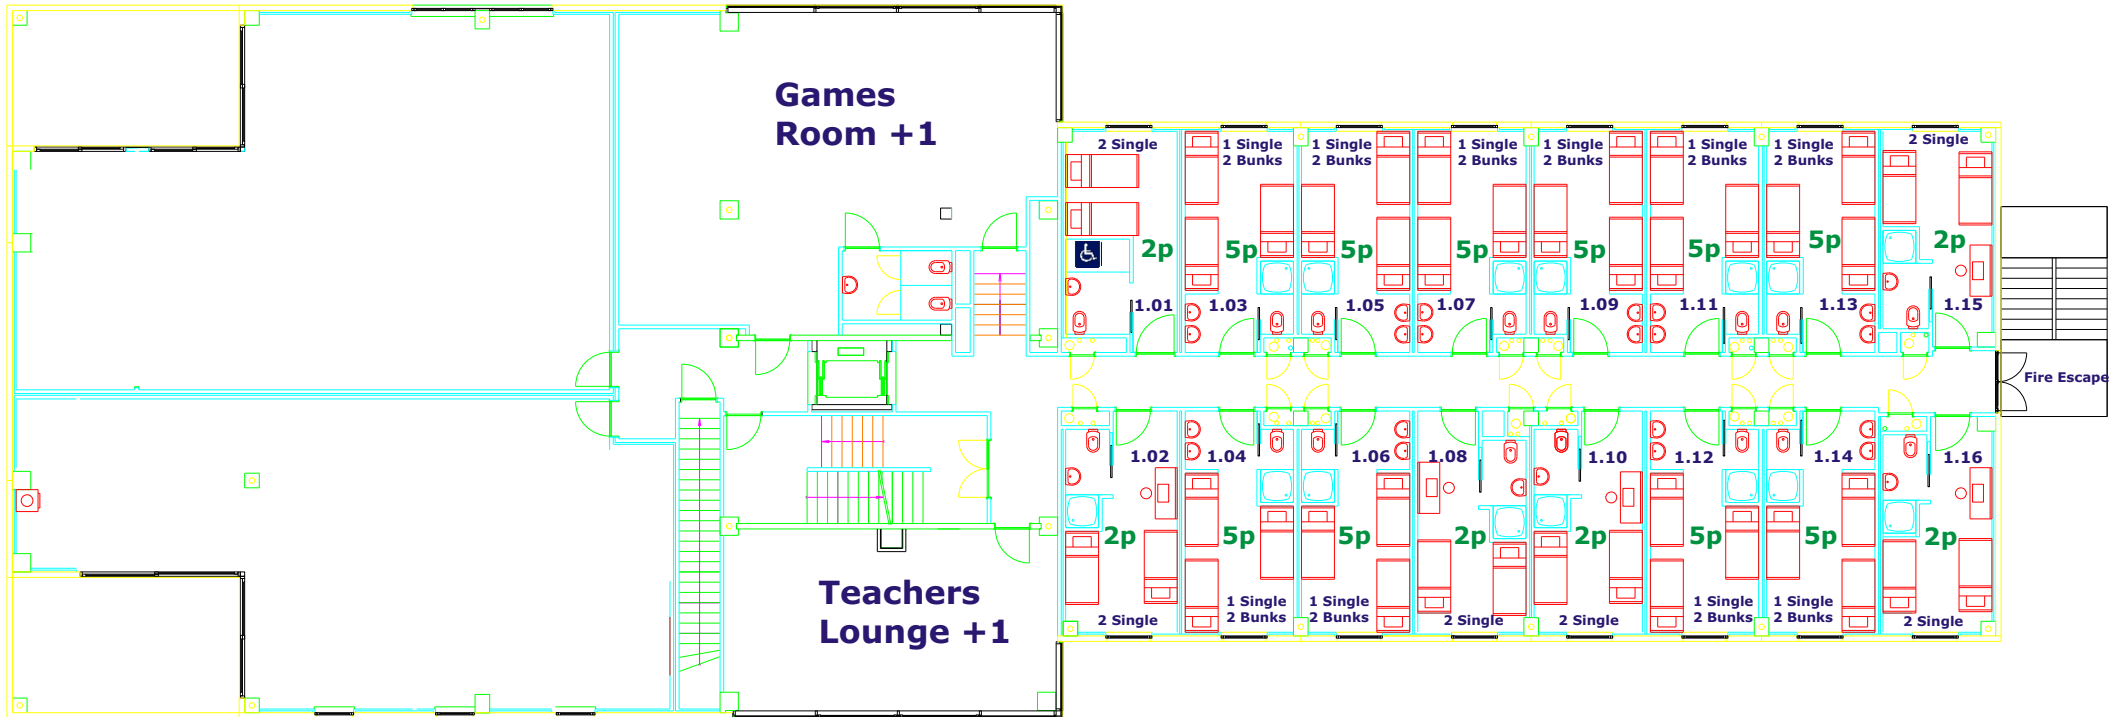 Games
Room +1
2 Single
1 Single
2 Bunks
1 Single
2 Bunks
1 Single
2 Bunks
1 Single
2 Bunks
1 Single
2 Bunks
1 Single
2 Bunks
2 Single
2p
5p
5p
5p
5p
5p
5p
2p
1.01
1.03
1.05
1.07
1.09
1.11
1.13
1.15
Fire Escape
1.02
1.04
1.06
1.08
1.10
1.12
1.14
1.16
2p
5p
5p
2p
2p
5p
5p
2p
Teachers
Lounge +1
2 Single
1 Single
2 Bunks
1 Single
2 Bunks
2 Single
2 Single
1 Single
2 Bunks
1 Single
2 Bunks
2 Single